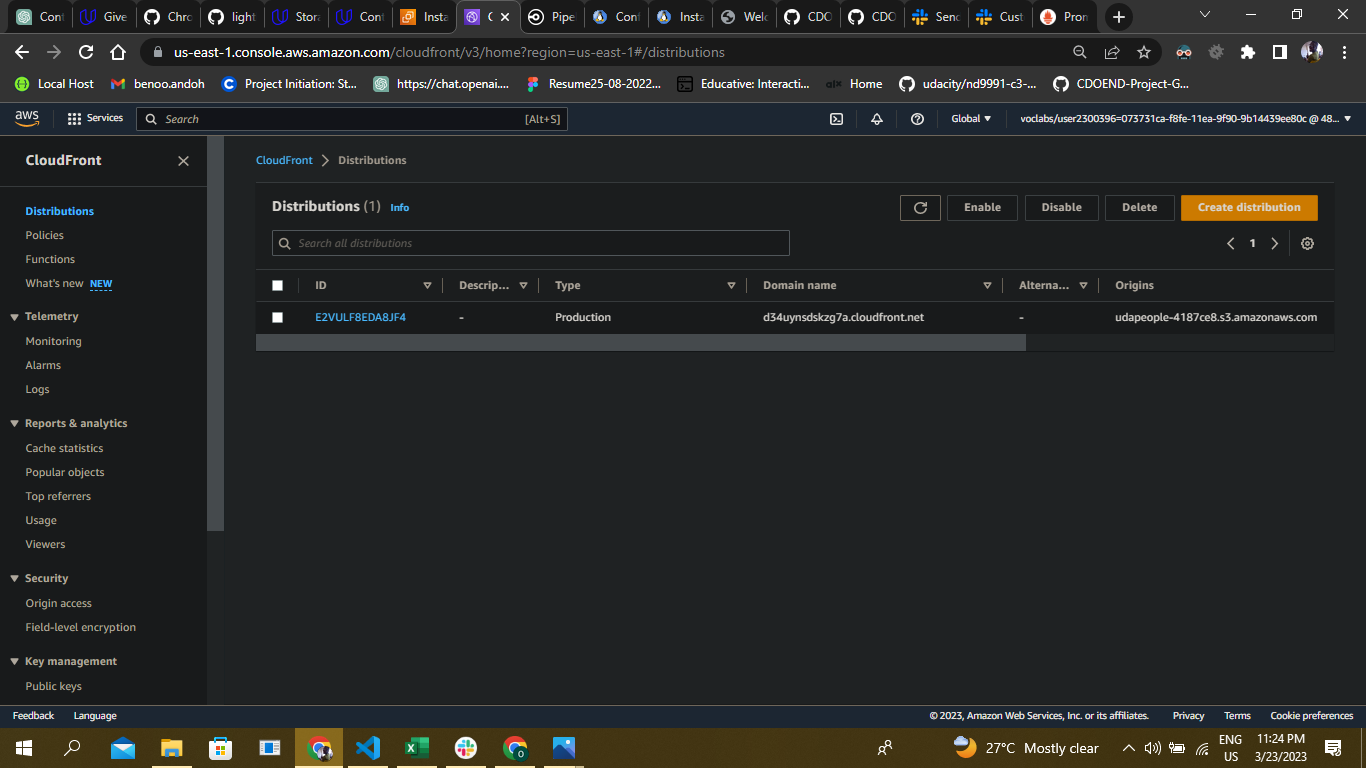 Cont
Give
Chro
light
Stora
Cont
Insta
C
Pipe
Conf
Insta
Welc
CDO
CDO
Senc
Cust
Pron
us-east-1.console.aws.amazon.com/cloudfront/v3/home?region=us-east-1#/distributions
Local Host
benoo.andoh
Project Initiation: St...
https://chat.openai....
Resume25-08-2022...
Educative: Interacti...
alx Home
udacity/nd9991-c3-...
CDOEND-Project-G...
aws
Services
Search
[Alt+S]
Global
voclabs/user2300396=073731ca-f8fe-11ea-9f90-9b14439ee80c @ 48...
CloudFront
Distributions
Policies
Functions
What's new NEW
Telemetry
Monitoring
Alarms
Logs
Reports & analytics
Cache statistics
Popular objects
Top referrers
Usage
Viewers
Security
Origin access
Field-level encryption
Key management
Public keys
CloudFront
Distributions
Distributions (1) Info
Enable
Disable
Delete
Create distribution
Search all distributions
1
ID
Descrip...
Type
Domain name
Alterna...
Origins
E2VULF8EDA8JF4
-
Production
d34uynsdskzg7a.cloudfront.net
-
udapeople-4187ce8.s3.amazonaws.com
Feedback
Language
© 2023, Amazon Web Services, Inc. or its affiliates.
Privacy
Terms
Cookie preferences
27°C Mostly clear
ENG
US
11:24 PM
3/23/2023